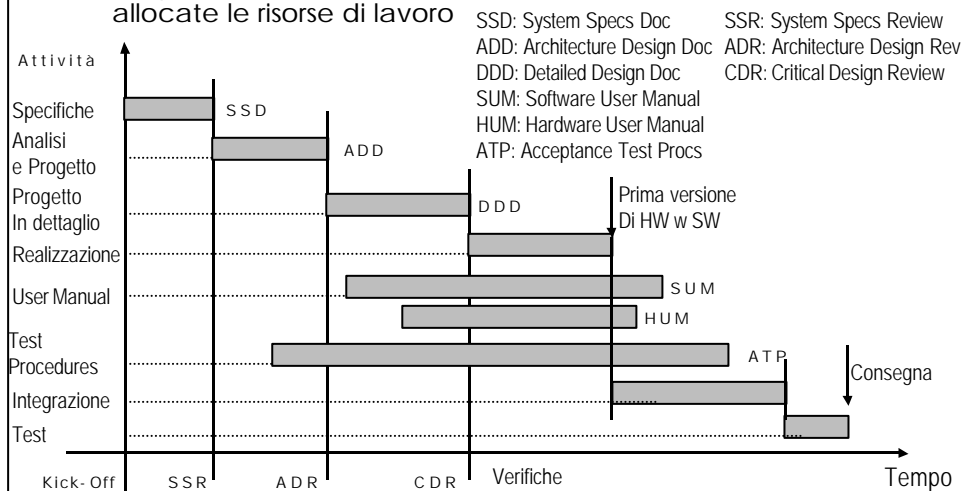 allocate le risorse di lavoro
SSD: System Specs Doc
SSR: System Specs Review
ADD: Architecture Design Doc
ADR: Architecture Design Rev
DDD: Detailed Design Doc
CDR: Critical Design Review
SUM: Software User Manual
HUM: Hardware User Manual
ATP: Acceptance Test Procs
Attività
Specifiche
SSD
Analisi
e Progetto
ADD
Progetto
In dettaglio
DDD
Prima versione
Di HW w SW
Realizzazione
User Manual
SUM
HUM
Test
Procedures
ATP
Consegna
Integrazione
Test
Kick-Off
SSR
ADR
CDR
Verifiche
Tempo